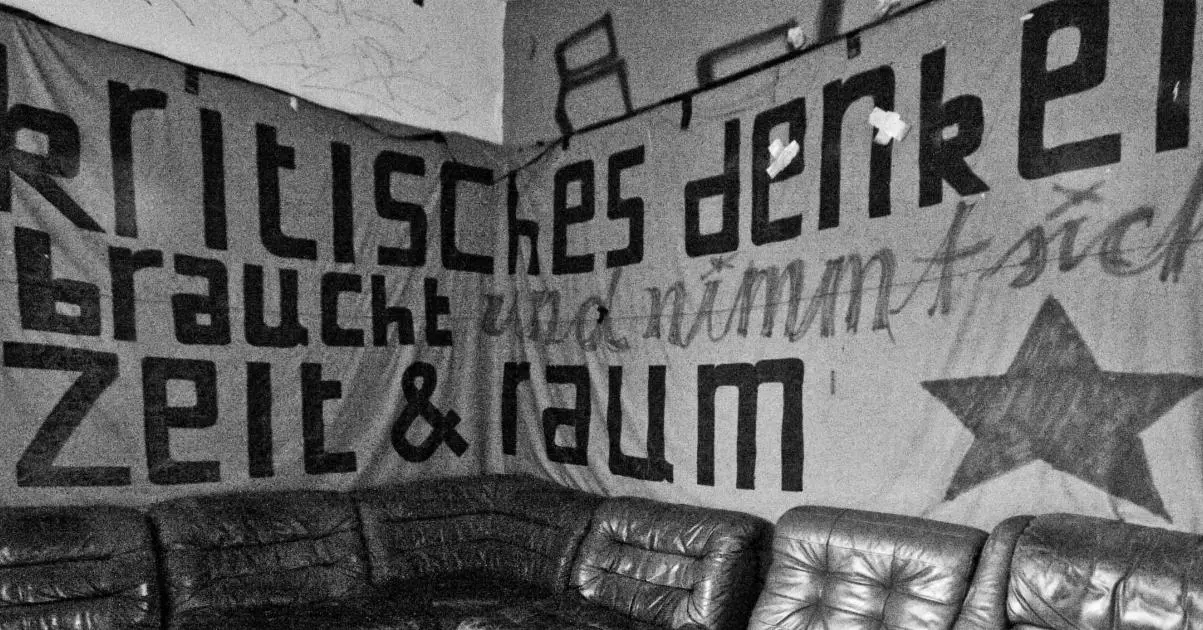 kritisches denken
braucht und nimmt sich
Zeit & raum